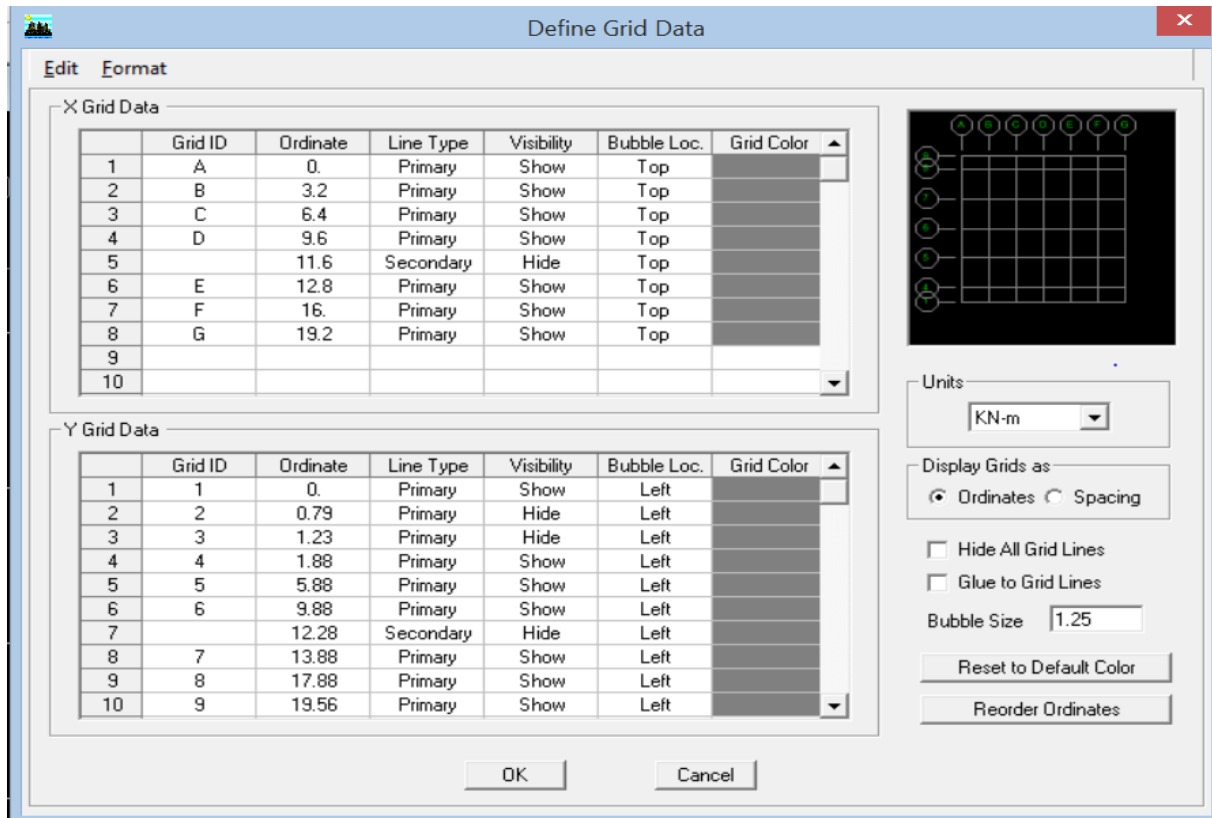 Define Grid Data
Edit Format
X Grid Data
Grid ID Ordinate Line Type Visibility Bubble Loc. Grid Color
1 A 0. Primary Show Top
2 B 3.2 Primary Show Top
3 C 6.4 Primary Show Top
4 D 9.6 Primary Show Top
5 11.6 Secondary Hide Top
6 E 12.8 Primary Show Top
7 F 16. Primary Show Top
8 G 19.2 Primary Show Top
9
10
Y Grid Data
Grid ID Ordinate Line Type Visibility Bubble Loc. Grid Color
1 1 0. Primary Show Left
2 2 0.79 Primary Hide Left
3 3 1.23 Primary Hide Left
4 4 1.88 Primary Show Left
5 5 5.88 Primary Show Left
6 6 9.88 Primary Show Left
7 12.28 Secondary Hide Left
8 7 13.88 Primary Show Left
9 8 17.88 Primary Show Left
10 9 19.56 Primary Show Left
A B C D E F G
7
6
5
4
1
Units
KN-m
Display Grids as
Ordinates Spacing
Hide All Grid Lines
Glue to Grid Lines
Bubble Size 1.25
Reset to Default Color
Reorder Ordinates
OK Cancel